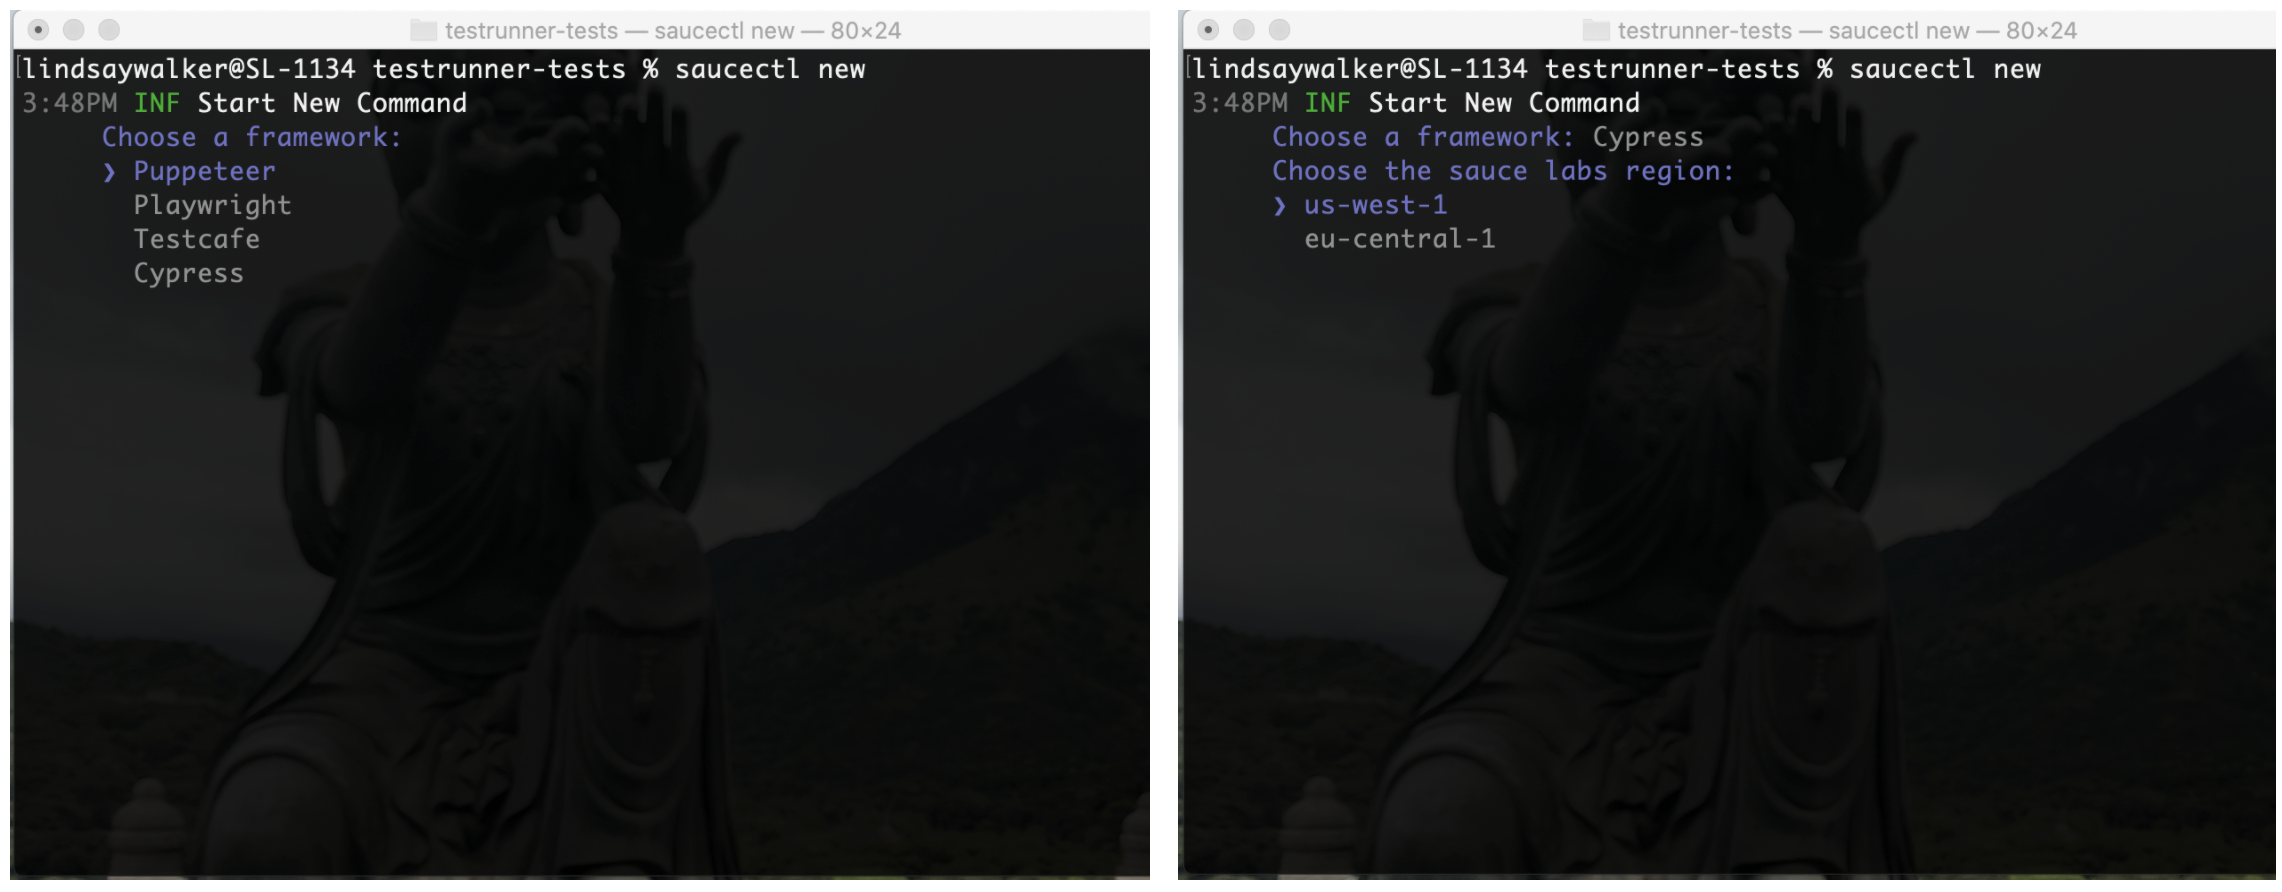 testrunner-tests — saucectl new — 80×24
[lindsaywalker@SL-1134 testrunner-tests % saucectl new
3:48PM INF Start New Command
Choose a framework:
❯ Puppeteer
Playwright
Testcafe
Cypress
testrunner-tests — saucectl new — 80×24
[lindsaywalker@SL-1134 testrunner-tests % saucectl new
3:48PM INF Start New Command
Choose a framework: Cypress
Choose the sauce labs region:
❯ us-west-1
eu-central-1